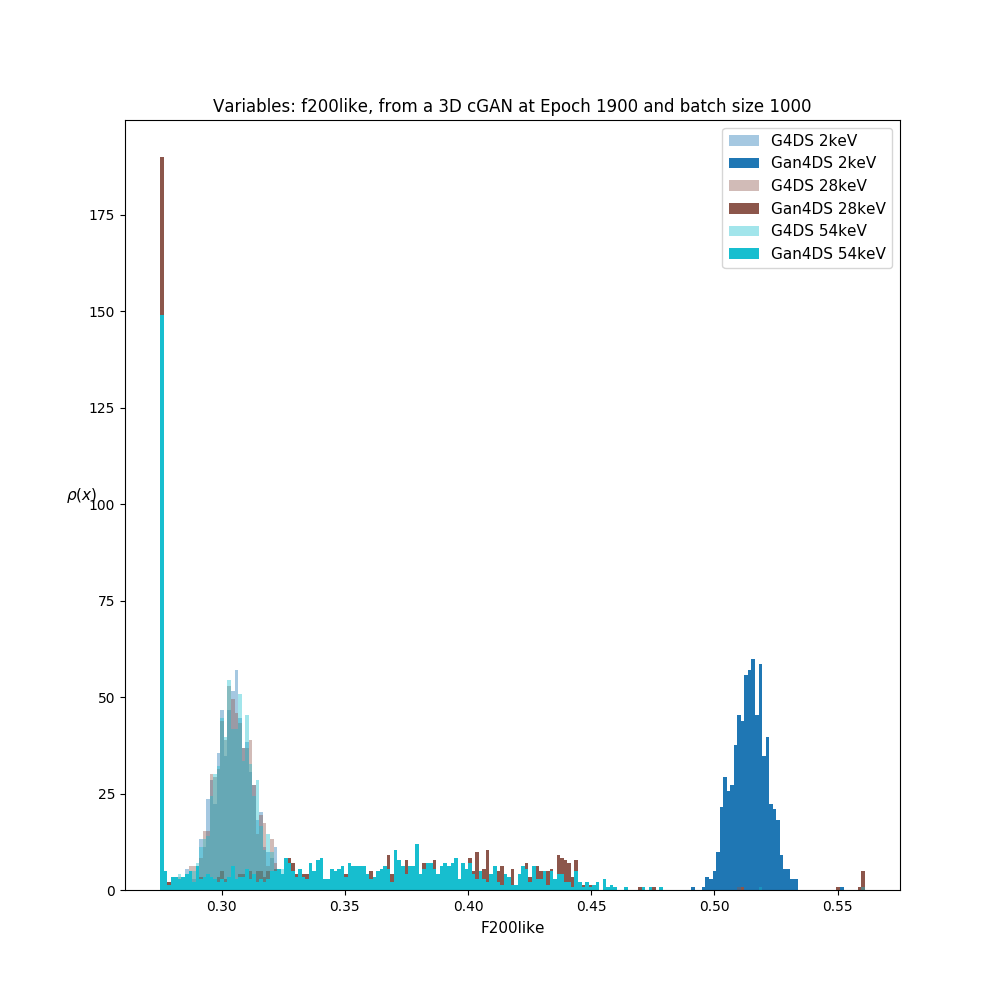 Variables: f200like, from a 3D cGAN at Epoch 1900 and batch size 1000
G4DS 2keV
Gan4DS 2keV
G4DS 28keV
Gan4DS 28keV
G4DS 54keV
Gan4DS 54keV
175
150
125
ρ(x)
100
75
50
25
0
0.30 0.35 0.40 0.45 0.50 0.55
F200like